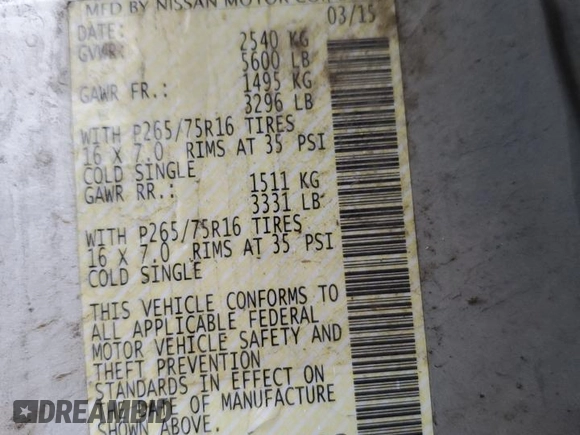 MFD BY NISSAN MOTOR CO.
DATE: 03/15
GVWR: 2540 KG
5600 LB
GAWR FR.: 1495 KG
3296 LB
WITH P265/75R16 TIRES
16 X 7.0 RIMS AT 35 PSI
COLD SINGLE
GAWR RR.: 1511 KG
3331 LB
WITH P265/75R16 TIRES
16 X 7.0 RIMS AT 35 PSI
COLD SINGLE
THIS VEHICLE CONFORMS TO
ALL APPLICABLE FEDERAL
MOTOR VEHICLE SAFETY AND
THEFT PREVENTION
STANDARDS IN EFFECT ON
DATE OF MANUFACTURE
SHOWN ABOVE.
DREAMBID